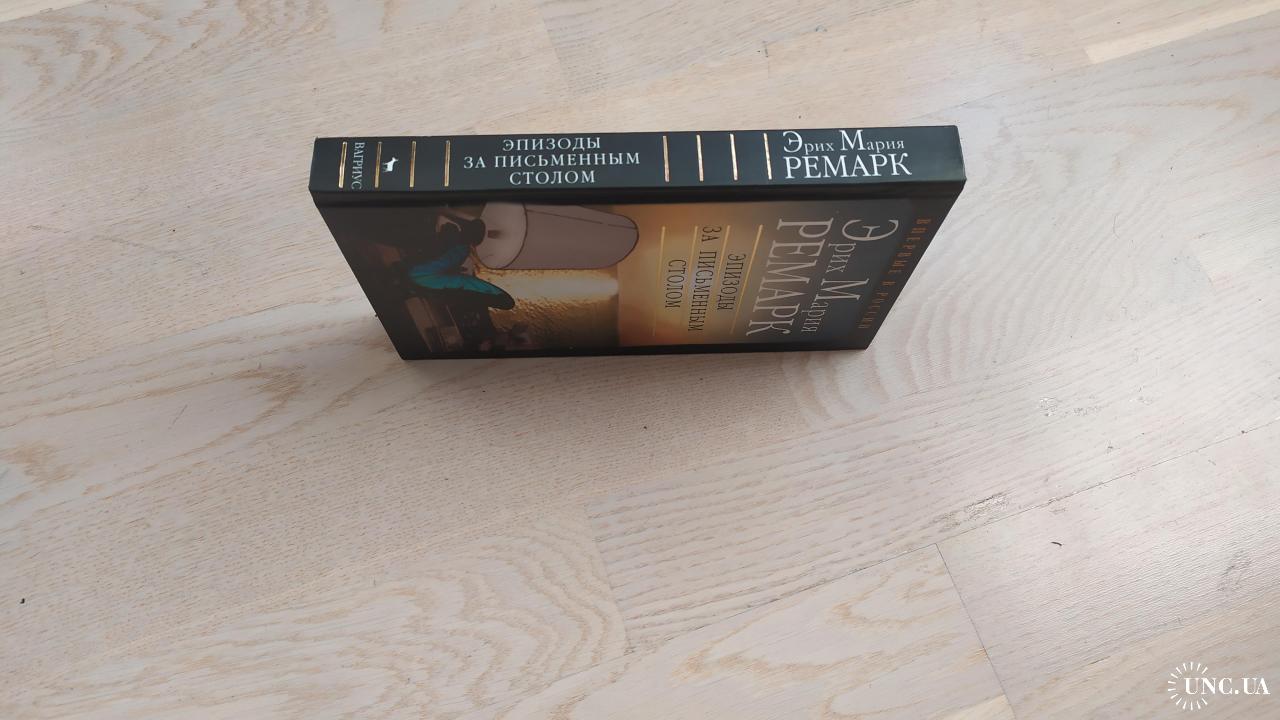 Эрих Мария
РЕМАРК
ЭПИЗОДЫ
ЗА ПИСЬМЕННЫМ
СТОЛОМ
ВАГРИУС
ВПЕРВЫЕ В РОССИИ
Эрих Мария
РЕМАРК
ЭПИЗОДЫ
ЗА ПИСЬМЕННЫМ
СТОЛОМ
UNC.UA